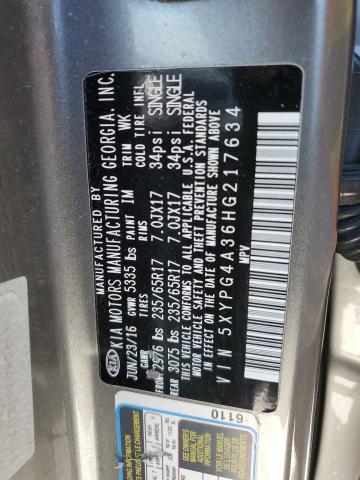 MANUFACTURED BY
KIA MOTORS MANUFACTURING GEORGIA, INC.
JUN/23/16 PAINT IM TRIM WK
GVWR 5335 lbs
GAWR TIRES RIMS COLD TIRE INFL
FRONT 2976 lbs 235/65R17 7.0JX17 34psi SINGLE
REAR 3075 lbs 235/65R17 7.0JX17 34psi SINGLE
THIS VEHICLE CONFORMS TO ALL APPLICABLE U.S.A. FEDERAL
MOTOR VEHICLE SAFETY, BUMPER, AND THEFT PREVENTION STANDARDS
IN EFFECT ON THE DATE OF MANUFACTURE SHOWN ABOVE
VIN: 5XYPG4A36HG217634
MPV
KIA
6110